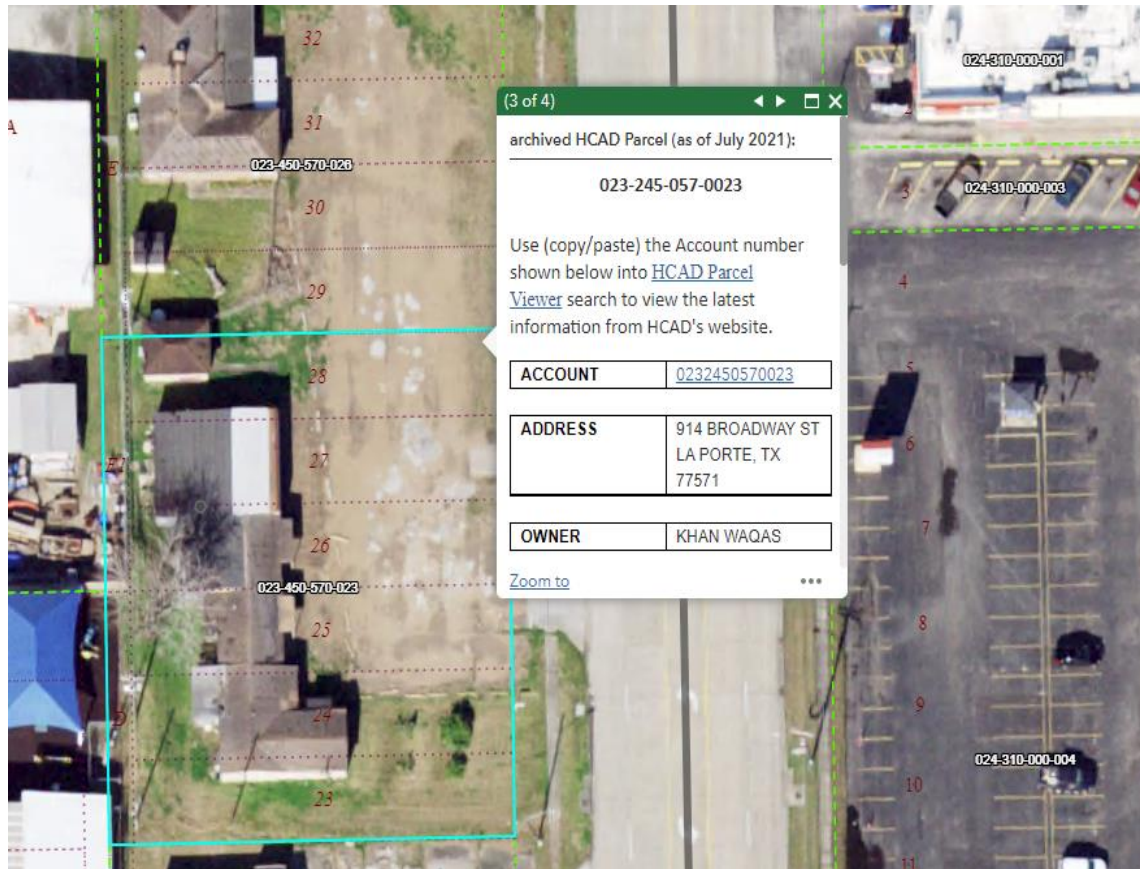 (3 of 4)
archived HCAD Parcel (as of July 2021):
023-245-057-0023
Use (copy/paste) the Account number
shown below into HCAD Parcel
Viewer search to view the latest
information from HCAD's website.
ACCOUNT 0232450570023
ADDRESS 914 BROADWAY ST
LA PORTE, TX
77571
OWNER KHAN WAQAS
Zoom to
32
31
023-450-570-026
30
29
28
27
26
023-450-570-023
25
24
23
A
E
D
024-310-000-001
3
024-310-000-003
4
5
6
7
8
9
024-310-000-004
10
11